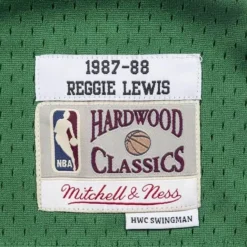 1987-88
REGGIE LEWIS
HARDWOOD
NBA
CLASSICS
Mitchell & Ness
HWC SWINGMAN